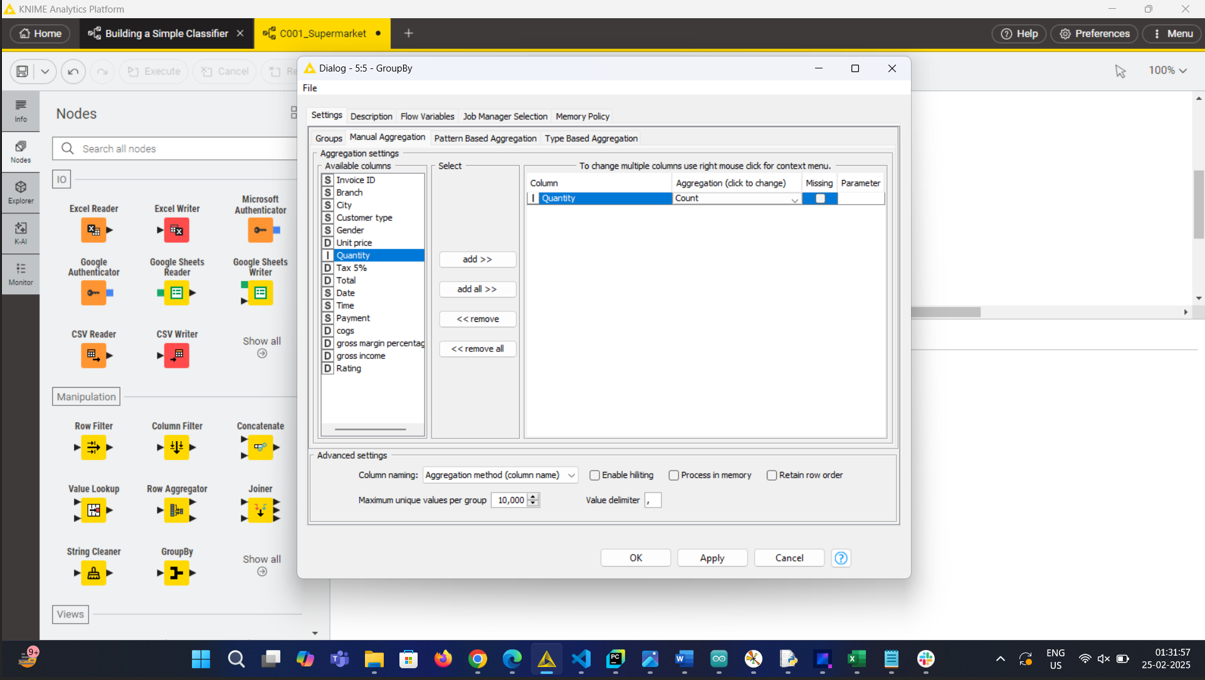 KNIME Analytics Platform
Home
Building a Simple Classifier
C001_Supermarket
Help
Preferences
Menu
Execute
Cancel
Re
100%
Dialog - 5:5 - GroupBy
File
Settings Description Flow Variables Job Manager Selection Memory Policy
Groups Manual Aggregation Pattern Based Aggregation Type Based Aggregation
Aggregation settings
Available columns
Select
To change multiple columns use right mouse click for context menu.
Column Aggregation (click to change) Missing Parameter
I Quantity Count
S Invoice ID
S Branch
S City
S Customer type
S Gender
D Unit price
I Quantity
D Tax 5%
D Total
S Date
S Time
S Payment
D cogs
D gross margin percentag
D gross income
D Rating
add >>
add all >>
<< remove
<< remove all
Advanced settings
Column naming: Aggregation method (column name)
Enable hiliting
Process in memory
Retain row order
Maximum unique values per group 10,000
Value delimiter ,
OK
Apply
Cancel
?
Info
Nodes
Explorer
K-AI
Monitor
Nodes
Search all nodes
IO
Excel Reader
Excel Writer
Microsoft
Authenticator
Google
Authenticator
Google Sheets
Reader
Google Sheets
Writer
CSV Reader
CSV Writer
Show all
Manipulation
Row Filter
Column Filter
Concatenate
Value Lookup
Row Aggregator
Joiner
String Cleaner
GroupBy
Show all
Views
9+
ENG
US
01:31:57
25-02-2025